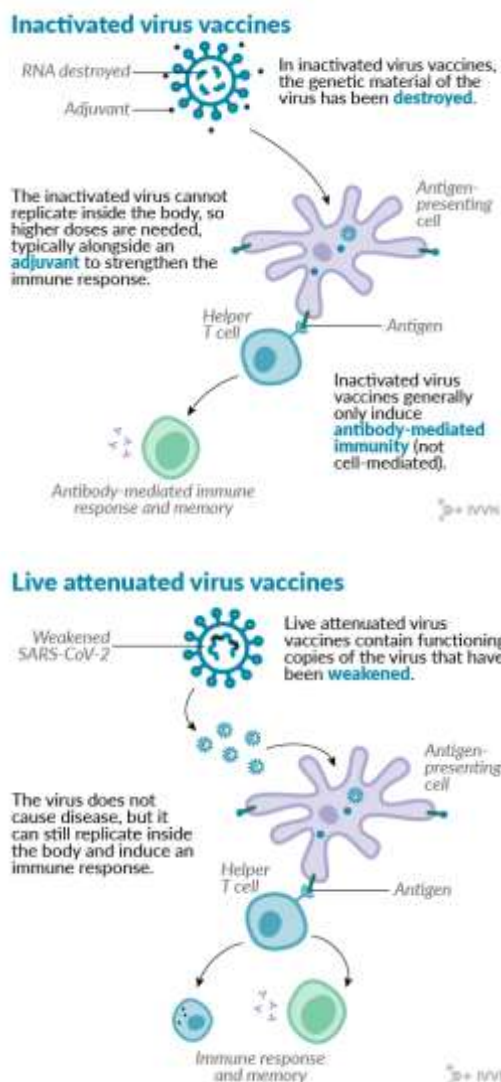 Inactivated virus vaccines
RNA destroyed
Adjuvant
In inactivated virus vaccines,
the genetic material of the
virus has been destroyed.
The inactivated virus cannot
replicate inside the body, so
higher doses are needed,
typically alongside an
adjuvant to strengthen the
immune response.
Antigen-
presenting
cell
Helper
T cell
Antigen
Inactivated virus
vaccines generally
only induce
antibody-mediated
immunity (not
cell-mediated).
Antibody-mediated immune
response and memory
Live attenuated virus vaccines
Weakened
SARS-CoV-2
Live attenuated virus
vaccines contain functioning
copies of the virus that have
been weakened.
The virus does not
cause disease, but it
can still replicate inside
the body and induce an
immune response.
Antigen-
presenting
cell
Helper
T cell
Antigen
Immune response
and memory